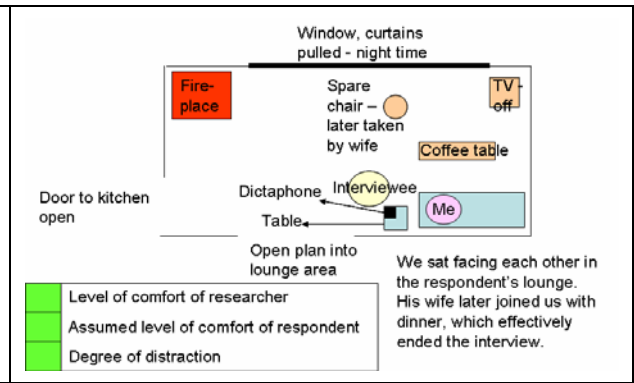 Window, curtains
pulled - night time
Fire-
place
Spare
chair –
later taken
by wife
TV -
off
Coffee table
Door to kitchen
open
Dictaphone
Interviewee
Me
Table
Open plan into
lounge area
We sat facing each other in
the respondent's lounge.
His wife later joined us with
dinner, which effectively
ended the interview.
Level of comfort of researcher
Assumed level of comfort of respondent
Degree of distraction